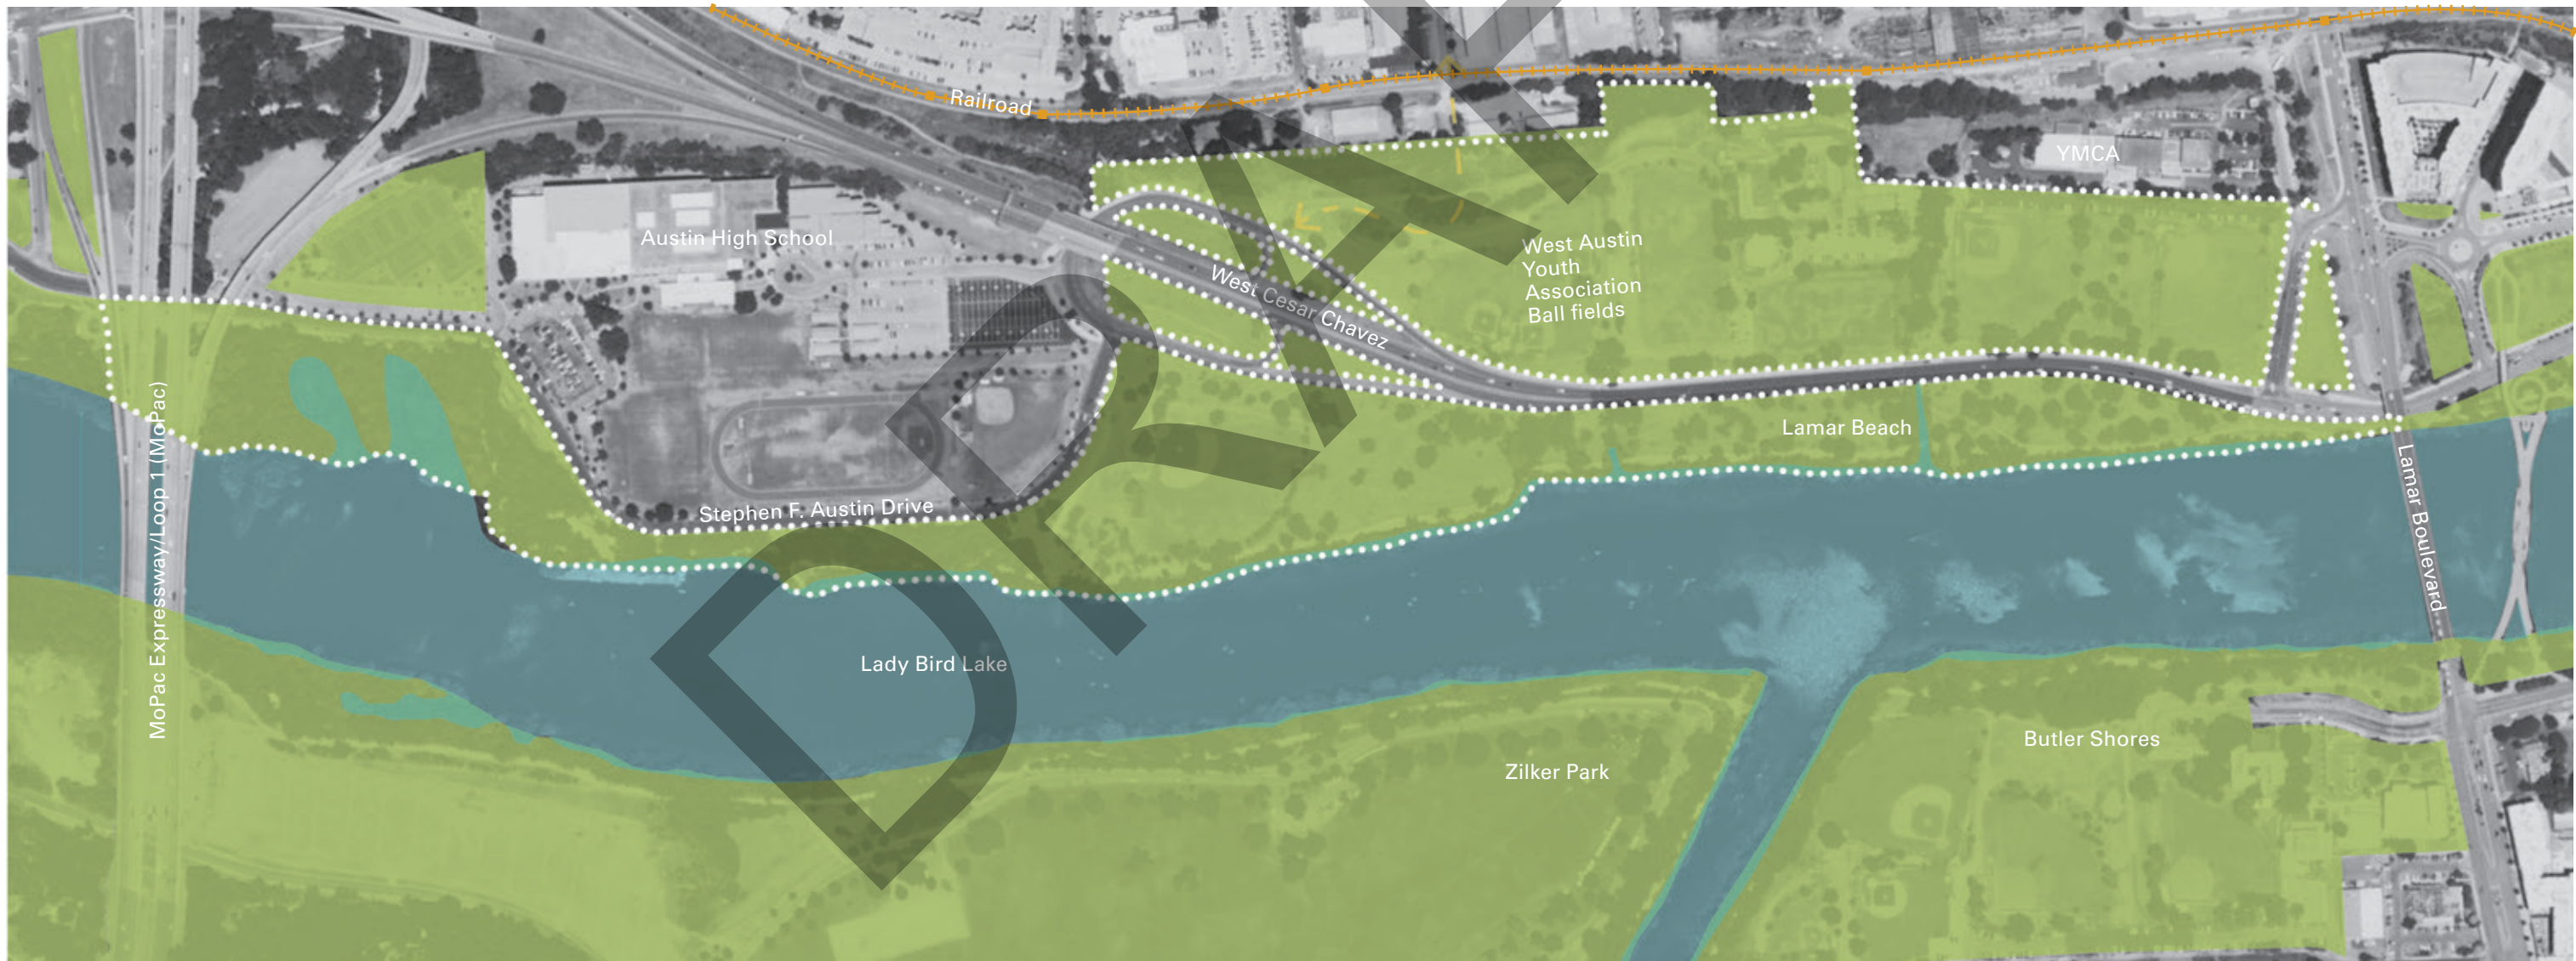 Railroad
YMCA
Austin High School
West Austin
Youth
Association
Ball fields
West Cesar Chavez
Lamar Beach
MoPac Expressway/Loop 1 (MoPac)
Stephen F. Austin Drive
Lamar Boulevard
Lady Bird Lake
Butler Shores
Zilker Park
DRAF